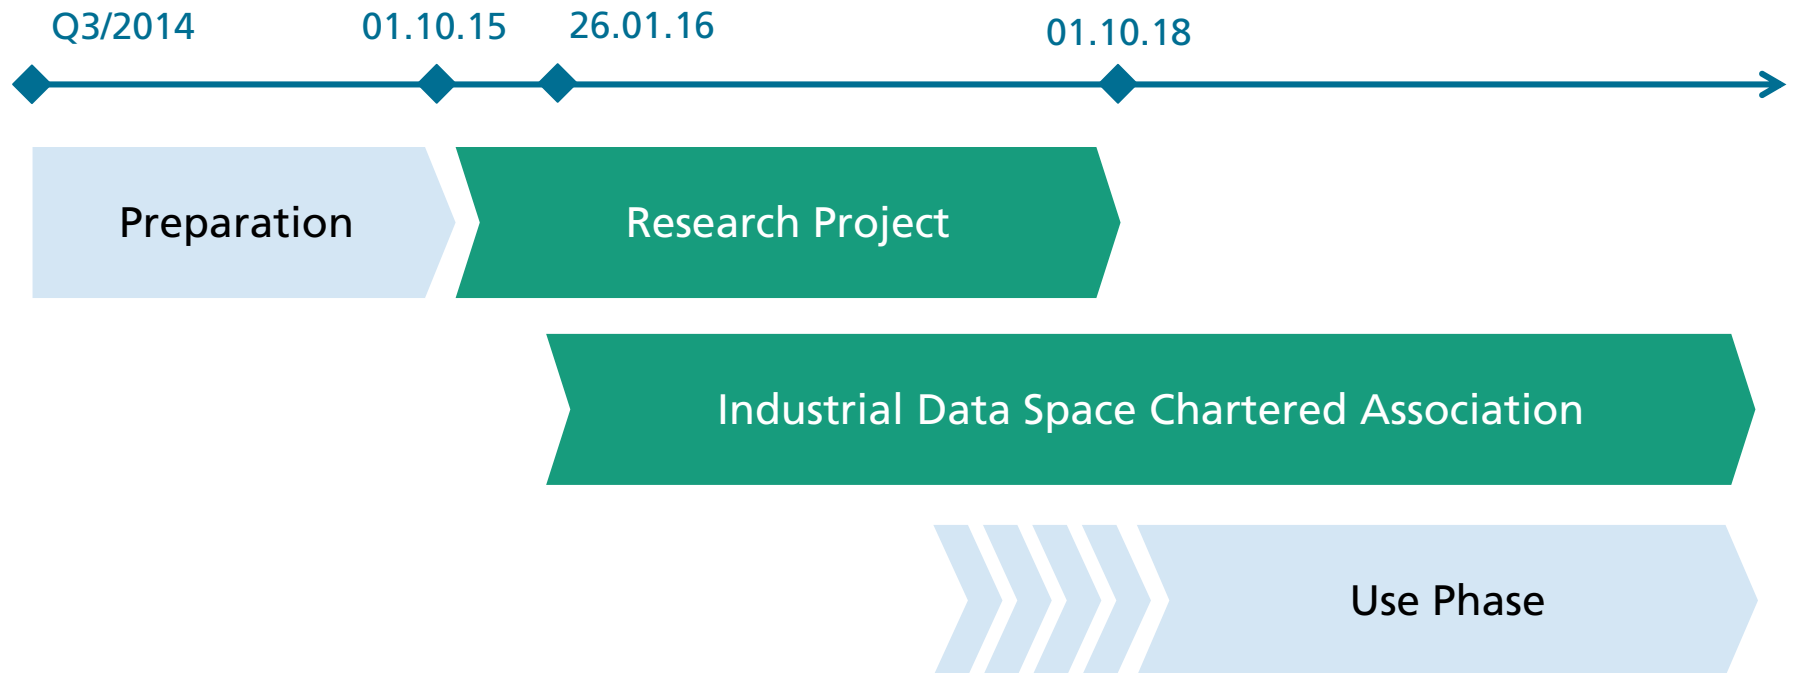 Q3/2014
01.10.15
26.01.16
01.10.18
Preparation
Research Project
Industrial Data Space Chartered Association
Use Phase